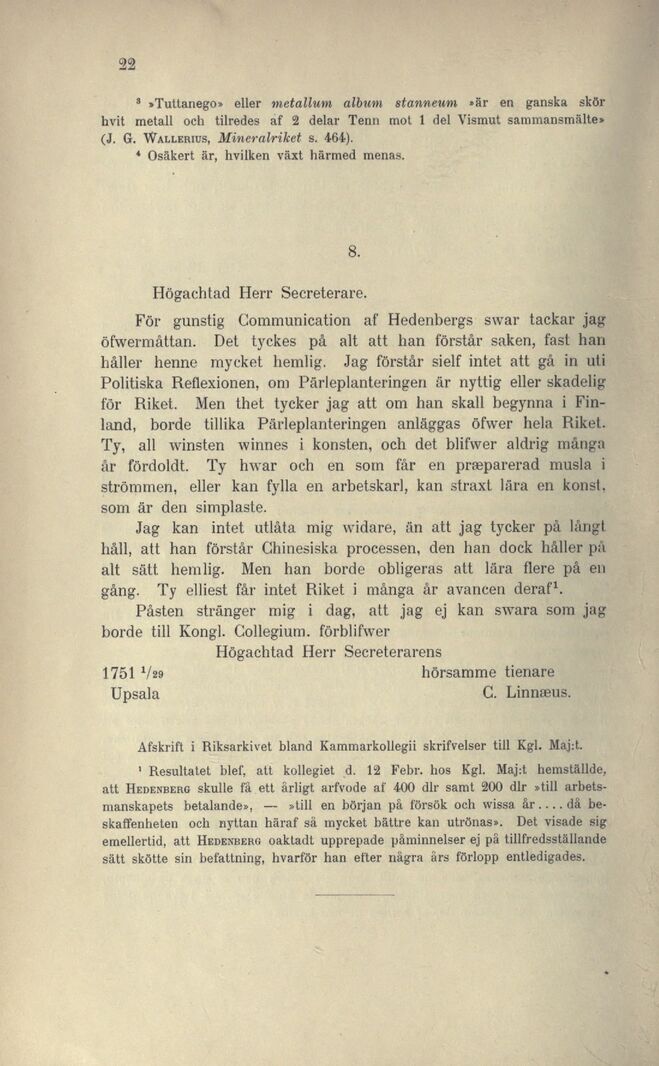 22
³ »Tuttanego» eller metallum album stanneum »är en ganska skör
hvit metall och tilredes af 2 delar Tenn mot 1 del Vismut sammansmälte»
(J. G. WALLERIUS, Mineralriket s. 464).
⁴ Osäkert är, hvilken växt härmed menas.
8.
Högachtad Herr Secreterare.
För gunstig Communication af Hedenbergs swar tackar jag
öfwermåttan. Det tyckes på alt att han förstår saken, fast han
håller henne mycket hemlig. Jag förstår sielf intet att gå in uti
Politiska Reflexionen, om Pärleplanteringen är nyttig eller skadelig
för Riket. Men thet tycker jag att om han skall begynna i Fin-
land, borde tillika Pärleplanteringen anläggas öfwer hela Riket.
Ty, all winsten winnes i konsten, och det blifwer aldrig många
år fördoldt. Ty hwar och en som får en præparerad musla i
strömmen, eller kan fylla en arbetskarl, kan straxt lära en konst,
som är den simplaste.
Jag kan intet utlåta mig widare, än att jag tycker på långt
håll, att han förstår Chinesiska processen, den han dock håller på
alt sätt hemlig. Men han borde obligeras att lära flere på en
gång. Ty elliest får intet Riket i många år avancen deraf¹.
Påsten stränger mig i dag, att jag ej kan swara som jag
borde till Kongl. Collegium. förblifwer
Högachtad Herr Secreterarens
1751 ¹/₂₉ hörsamme tienare
Upsala C. Linnæus.
Afskrift i Riksarkivet bland Kammarkollegii skrifvelser till Kgl. Maj:t.
¹ Resultatet blef, att kollegiet d. 12 Febr. hos Kgl. Maj:t hemställde,
att HEDENBERG skulle få ett årligt arfvode af 400 dlr samt 200 dlr »till arbets-
manskapets betalande», — »till en början på försök och wissa år .... då be-
skaffenheten och nyttan häraf så mycket bättre kan utrönas». Det visade sig
emellertid, att HEDENBERG oaktadt upprepade påminnelser ej på tillfredsställande
sätt skötte sin befattning, hvarför han efter några års förlopp entledigades.